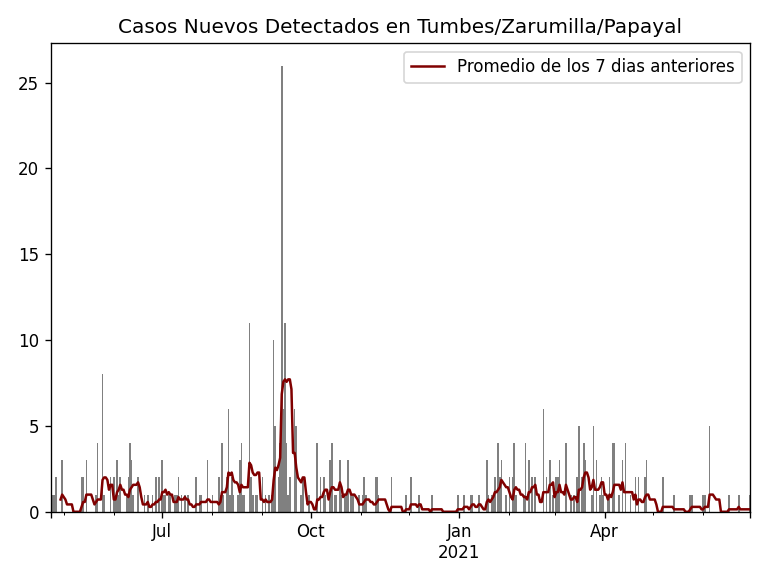 Casos Nuevos Detectados en Tumbes/Zarumilla/Papayal
Promedio de los 7 dias anteriores
25
20
15
10
5
0
Jul
Oct
Jan
Apr
2021